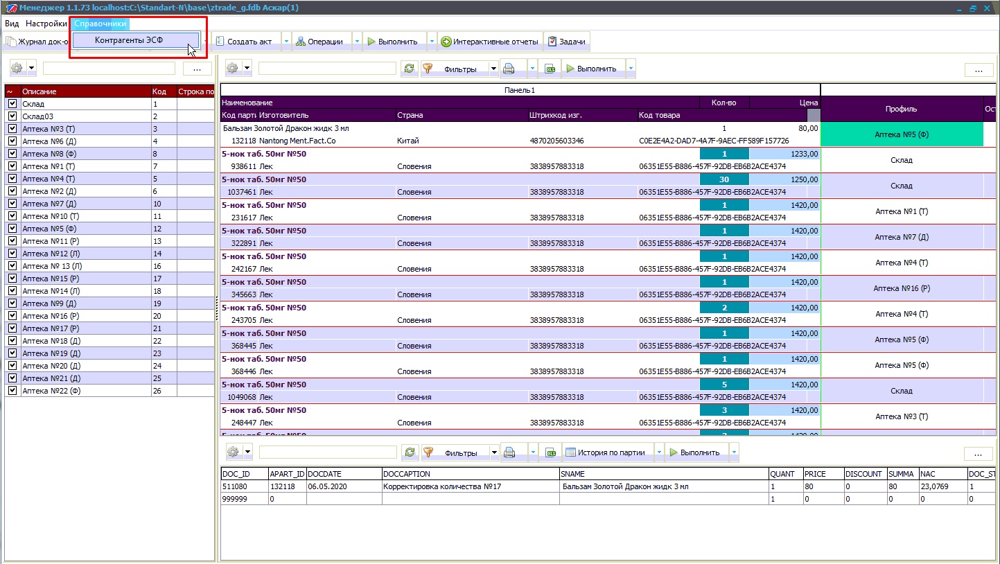 Менеджер 1.1.73 localhost:C:\Standart-N\base\ztrade_g.fdb Аскар(1)
Вид Настройки Справочники
Контрагенты ЭСФ
Журнал док-о Создать акт Операции Выполнить Интерактивные отчеты Задачи
... Фильтры XLS Выполнить ...
~ Описание Код Строка по
Склад 1
Склад03 2
Аптека №3 (Т) 3
Аптека №6 (Д) 4
Аптека №8 (Ф) 8
Аптека №1 (Т) 7
Аптека №4 (Т) 5
Аптека №2 (Д) 6
Аптека №7 (Д) 10
Аптека №10 (Т) 11
Аптека №5 (Ф) 12
Аптека №11 (Р) 13
Аптека №12 (Л) 14
Аптека № 13 (Л) 16
Аптека №15 (Р) 17
Аптека №14 (Л) 18
Аптека №9 (Д) 19
Аптека №16 (Р) 20
Аптека №17 (Р) 21
Аптека №18 (Д) 22
Аптека №19 (Д) 23
Аптека №20 (Д) 24
Аптека №21 (Д) 25
Аптека №22 (Ф) 26
Панель1
Наименование Кол-во Цена Профиль Ост
Код парти Изготовитель Страна Штрихкод изг. Код товара
Бальзам Золотой Дракон жидк 3 мл 1 80,00 Аптека №5 (Ф)
132118 Nantong Ment.Fact.Co Китай 4870205603346 C0E2E4A2-DAD7-4A7F-9AEC-FF589F157726
5-нок таб. 50мг №50 1 1233,00 Склад
938611 Лек Словения 3838957883318 06351E55-B886-457F-92DB-EB6B2ACE4374
5-нок таб. 50мг №50 30 1250,00 Склад
1037461 Лек Словения 3838957883318 06351E55-B886-457F-92DB-EB6B2ACE4374
5-нок таб. 50мг №50 1 1420,00 Аптека №1 (Т)
231617 Лек Словения 3838957883318 06351E55-B886-457F-92DB-EB6B2ACE4374
5-нок таб. 50мг №50 1 1420,00 Аптека №7 (Д)
322891 Лек Словения 3838957883318 06351E55-B886-457F-92DB-EB6B2ACE4374
5-нок таб. 50мг №50 1 1420,00 Аптека №4 (Т)
242167 Лек Словения 3838957883318 06351E55-B886-457F-92DB-EB6B2ACE4374
5-нок таб. 50мг №50 1 1420,00 Аптека №16 (Р)
345663 Лек Словения 3838957883318 06351E55-B886-457F-92DB-EB6B2ACE4374
5-нок таб. 50мг №50 2 1420,00 Аптека №4 (Т)
243705 Лек Словения 3838957883318 06351E55-B886-457F-92DB-EB6B2ACE4374
5-нок таб. 50мг №50 1 1420,00 Аптека №5 (Ф)
368445 Лек Словения 3838957883318 06351E55-B886-457F-92DB-EB6B2ACE4374
5-нок таб. 50мг №50 1 1420,00 Аптека №5 (Ф)
368446 Лек Словения 3838957883318 06351E55-B886-457F-92DB-EB6B2ACE4374
5-нок таб. 50мг №50 5 1420,00 Склад
1049068 Лек Словения 3838957883318 06351E55-B886-457F-92DB-EB6B2ACE4374
5-нок таб. 50мг №50 3 1420,00 Аптека №3 (Т)
248447 Лек Словения 3838957883318 06351E55-B886-457F-92DB-EB6B2ACE4374
Фильтры XLS История по партии Выполнить ...
DOC_ID APART_ID DOCDATE DOCCAPTION SNAME QUANT PRICE DISCOUNT SUMMA NAC DOC_ST
511080 132118 06.05.2020 Корректировка количества №17 Бальзам Золотой Дракон жидк 3 мл 1 80 0 80 23,0769 1
999999 0 1 0 0 0 0 0